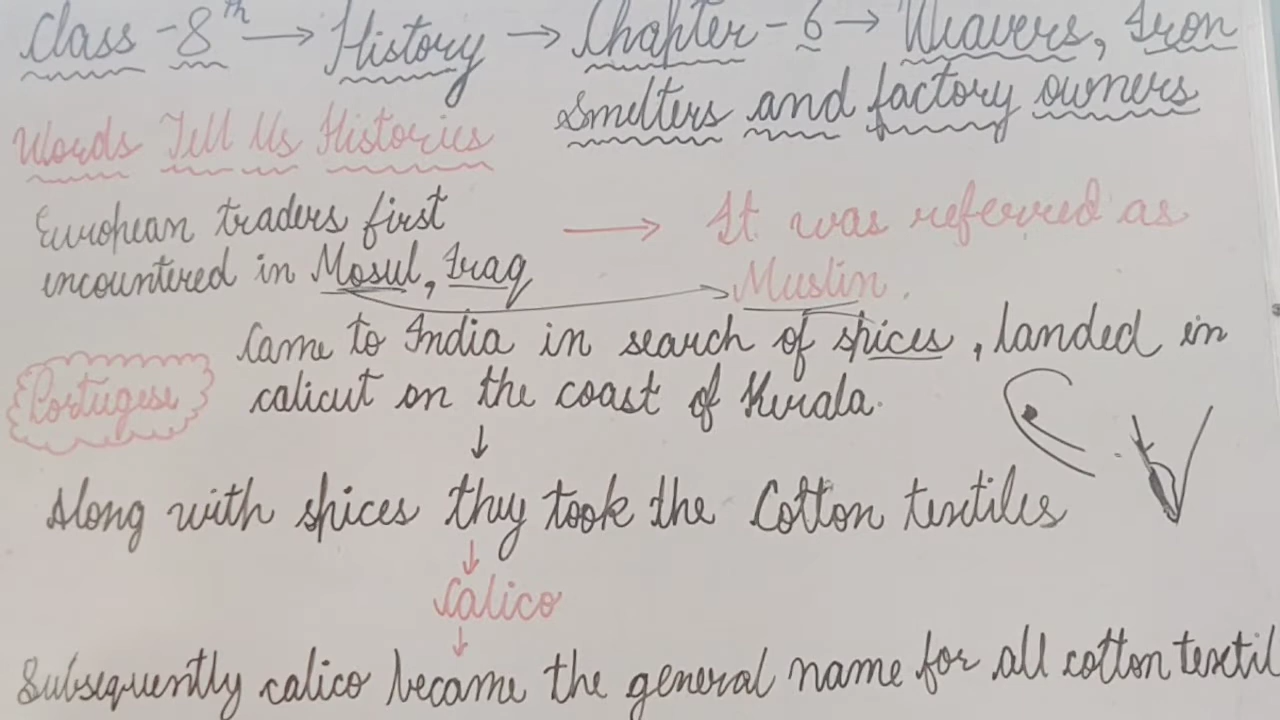 Class - 8th → History → Chapter - 6 → Weavers, Iron
Smelters and factory owners
Words Tell Us Histories
European traders first
encountered in Mosul, Iraq → It was referred as
Muslin.
Portugese
Came to India in search of spices, landed in
calicut on the coast of Kerala.
↓
Along with spices they took the Cotton textiles
↓
Calico
↓
Subsequently calico became the general name for all cotton textil